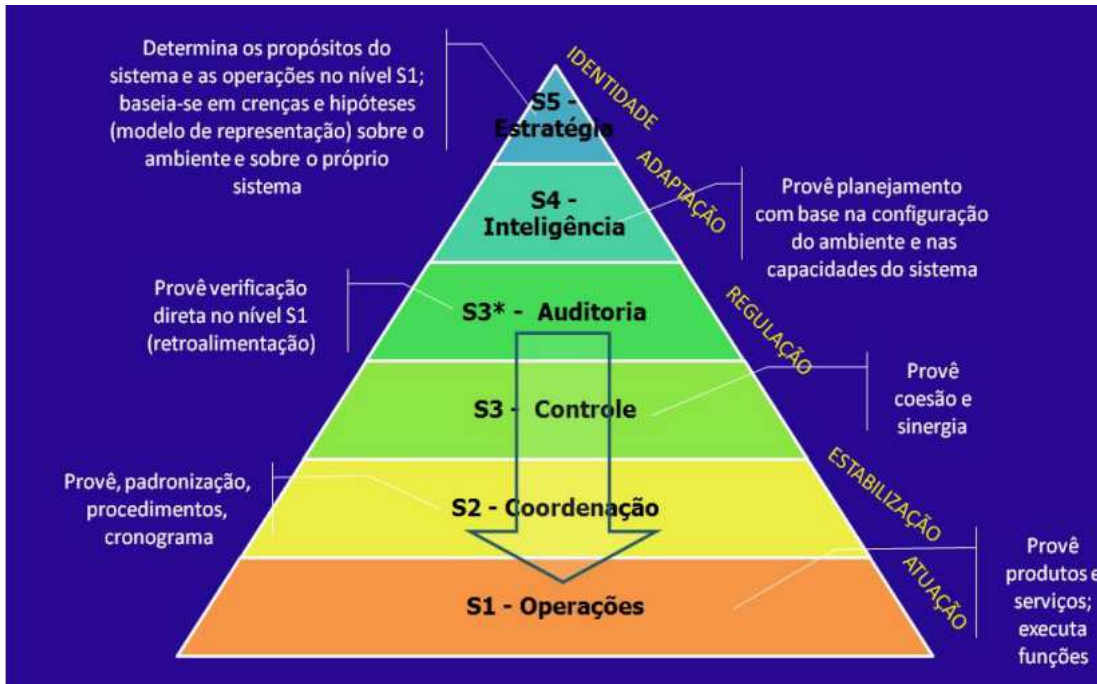 Determina os propósitos do
sistema e as operações no nível S1;
baseia-se em crenças e hipóteses
(modelo de representação) sobre o
ambiente e sobre o próprio
sistema
IDENTIDADE
S5 -
Estratégia
ADAPTAÇÃO
S4 -
Inteligência
Provê planejamento
com base na configuração
do ambiente e nas
capacidades do sistema
Provê verificação
direta no nível S1
(retroalimentação)
S3* - Auditoria
REGULAÇÃO
S3 - Controle
Provê
coesão e
sinergia
Provê, padronização,
procedimentos,
cronograma
S2 - Coordenação
ESTABILIZAÇÃO
S1 - Operações
ATUAÇÃO
Provê
produtos e
serviços;
executa
funções